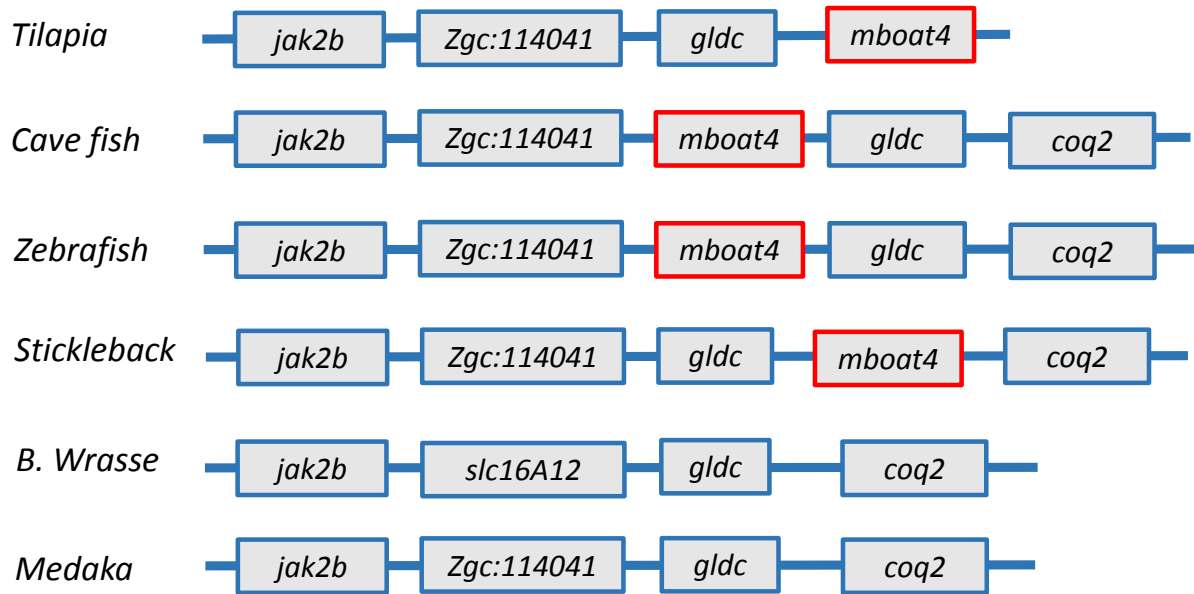 Tilapia jak2b Zgc:114041 gldc mboat4
Cave fish jak2b Zgc:114041 mboat4 gldc coq2
Zebrafish jak2b Zgc:114041 mboat4 gldc coq2
Stickleback jak2b Zgc:114041 gldc mboat4 coq2
B. Wrasse jak2b slc16A12 gldc coq2
Medaka jak2b Zgc:114041 gldc coq2